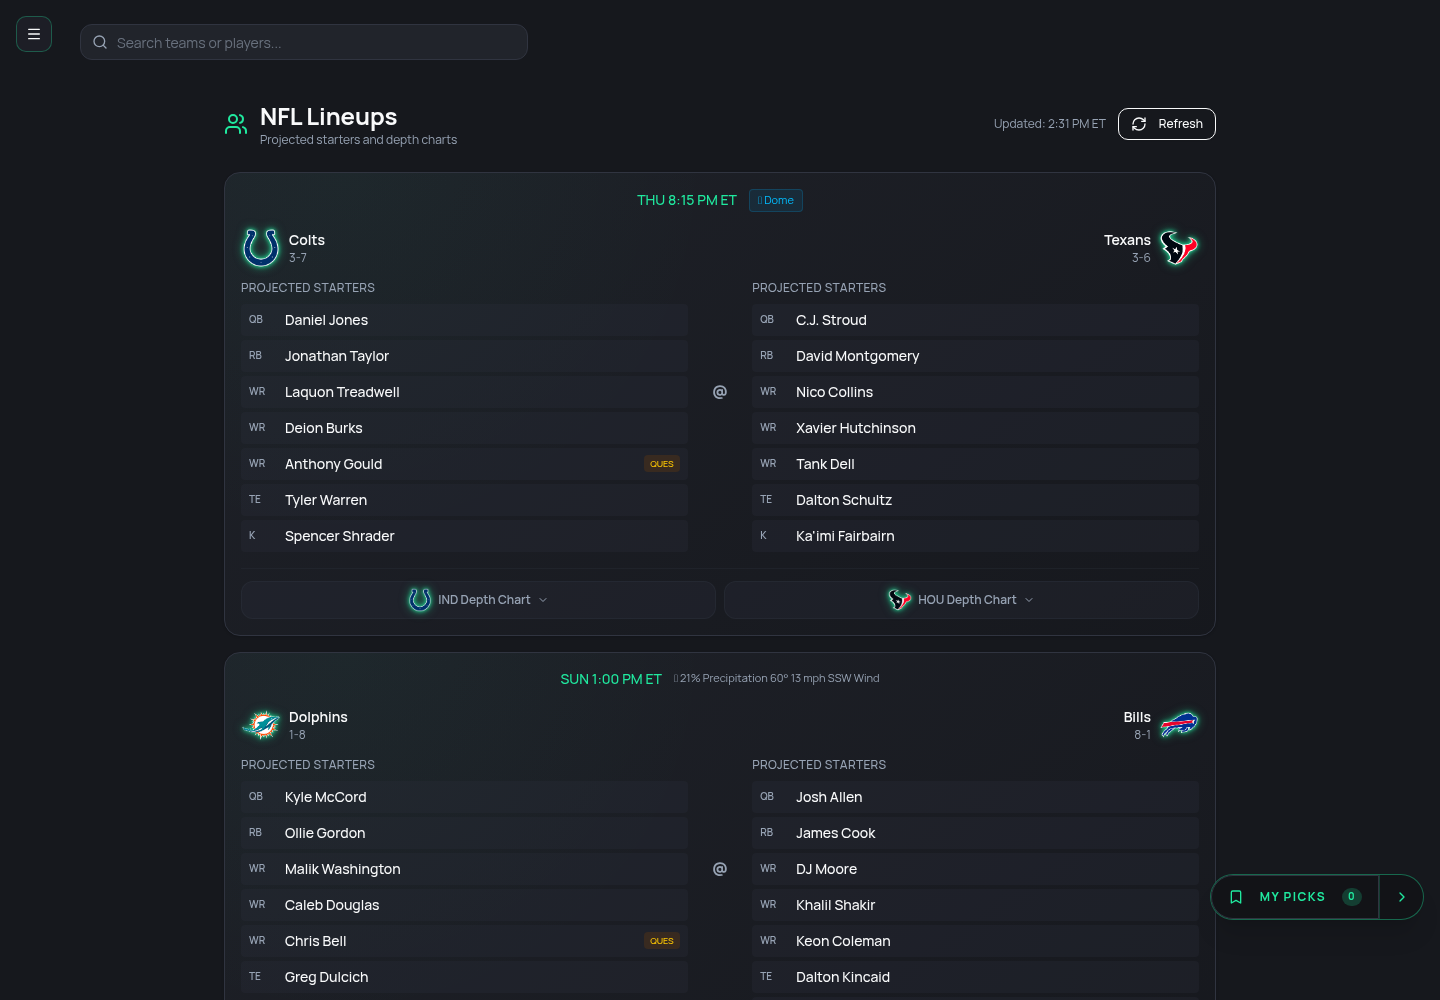 Search teams or players...
NFL Lineups
Projected starters and depth charts
Updated: 2:31 PM ET
Refresh
THU 8:15 PM ET
Dome
Colts
3-7
Texans
3-6
PROJECTED STARTERS
QB Daniel Jones
RB Jonathan Taylor
WR Laquon Treadwell
WR Deion Burks
WR Anthony Gould QUES
TE Tyler Warren
K Spencer Shrader
@
PROJECTED STARTERS
QB C.J. Stroud
RB David Montgomery
WR Nico Collins
WR Xavier Hutchinson
WR Tank Dell
TE Dalton Schultz
K Ka'imi Fairbairn
IND Depth Chart
HOU Depth Chart
SUN 1:00 PM ET
21% Precipitation 60° 13 mph SSW Wind
Dolphins
1-8
Bills
8-1
PROJECTED STARTERS
QB Kyle McCord
RB Ollie Gordon
WR Malik Washington
WR Caleb Douglas
WR Chris Bell QUES
TE Greg Dulcich
@
PROJECTED STARTERS
QB Josh Allen
RB James Cook
WR DJ Moore
WR Khalil Shakir
WR Keon Coleman
TE Dalton Kincaid
MY PICKS 0